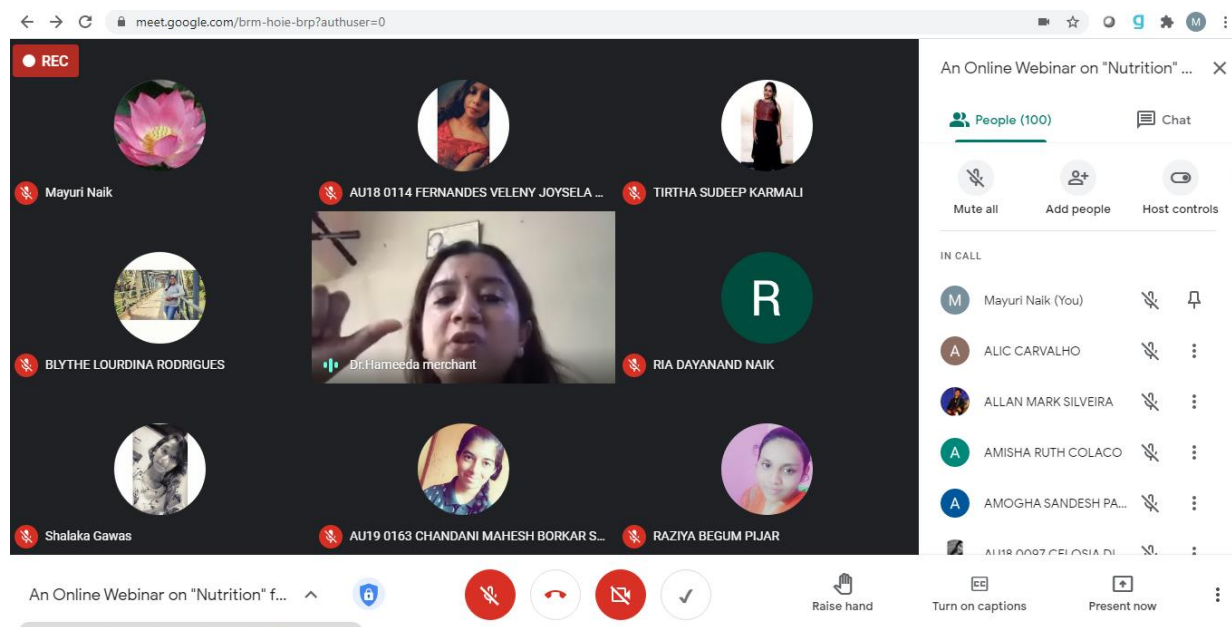 meet.google.com/brm-hoie-brp?authuser=0
M
REC
Mayuri Naik
AU18 0114 FERNANDES VELENY JOYSELA ...
TIRTHA SUDEEP KARMALI
BLYTHE LOURDINA RODRIGUES
Dr.Hameeda merchant
R
RIA DAYANAND NAIK
Shalaka Gawas
AU19 0163 CHANDANI MAHESH BORKAR S...
RAZIYA BEGUM PIJAR
An Online Webinar on "Nutrition" ...
People (100)
Chat
Mute all
Add people
Host controls
IN CALL
M Mayuri Naik (You)
A ALIC CARVALHO
ALLAN MARK SILVEIRA
A AMISHA RUTH COLACO
A AMOGHA SANDESH PA...
AU18 0097 CELOSIA DI
An Online Webinar on "Nutrition" f...
Raise hand
CC
Turn on captions
Present now